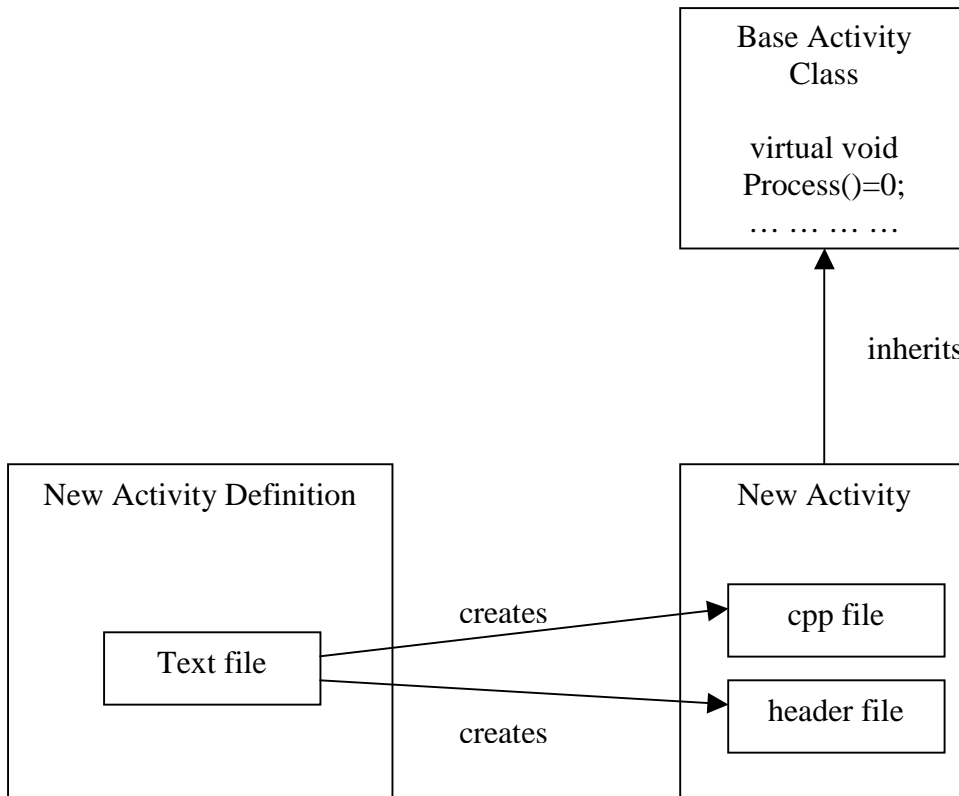 Base Activity
Class
virtual void
Process()=0;
… … … …
inherits
New Activity Definition
New Activity
creates
cpp file
Text file
header file
creates